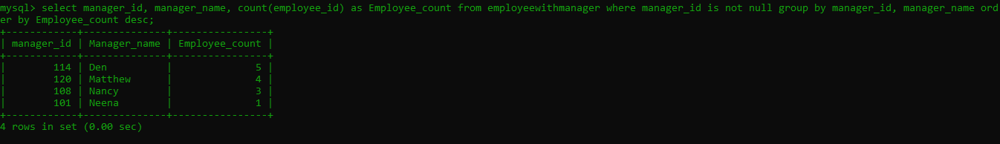 mysql> select manager_id, manager_name, count(employee_id) as Employee_count from employeewithmanager where manager_id is not null group by manager_id, manager_name ord
er by Employee_count desc;
+------------+--------------+----------------+
| manager_id | Manager_name | Employee_count |
+------------+--------------+----------------+
|        114 | Den          |              5 |
|        120 | Matthew      |              4 |
|        108 | Nancy        |              3 |
|        101 | Neena        |              1 |
+------------+--------------+----------------+
4 rows in set (0.00 sec)